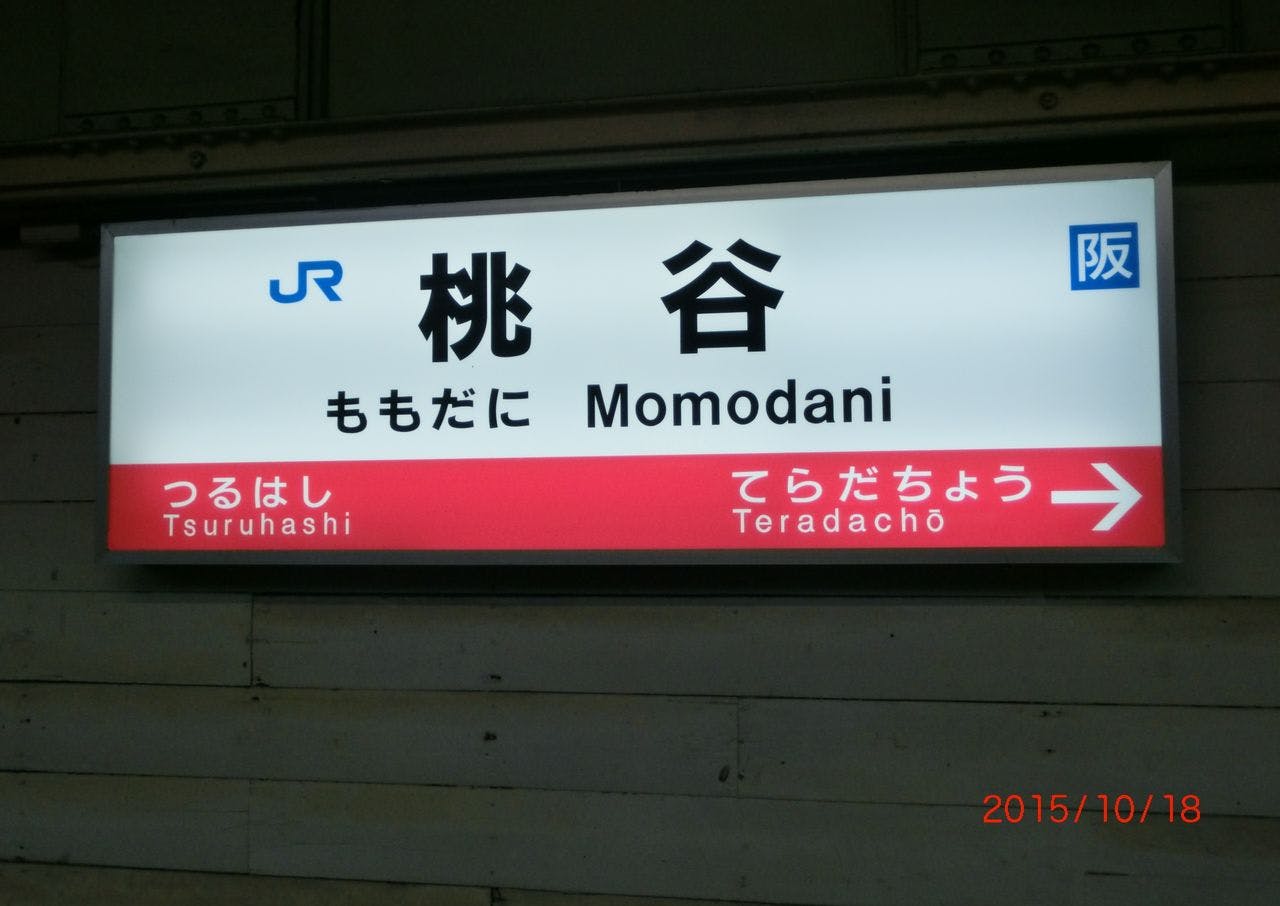 JR 桃谷 阪
ももだに Momodani
つるはし てらだちょう →
Tsuruhashi Teradachō
2015/10/18